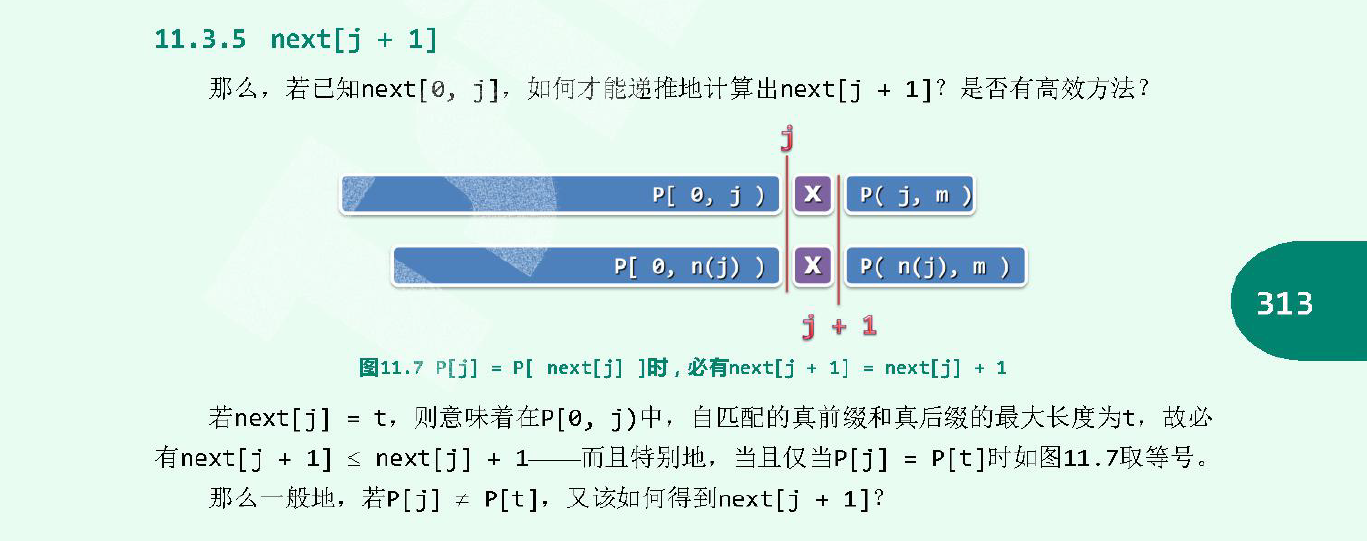 11.3.5 next[j + 1]
那么，若已知next[0, j]，如何才能递推地计算出next[j + 1]？是否有高效方法？
j
P[ 0, j ) X P( j, m )
P[ 0, n(j) ) X P( n(j), m )
j + 1
313
图11.7 P[j] = P[ next[j] ]时，必有next[j + 1] = next[j] + 1
若next[j] = t，则意味着在P[0, j)中，自匹配的真前缀和真后缀的最大长度为t，故必
有next[j + 1] ≤ next[j] + 1——而且特别地，当且仅当P[j] = P[t]时如图11.7取等号。
那么一般地，若P[j] ≠ P[t]，又该如何得到next[j + 1]？